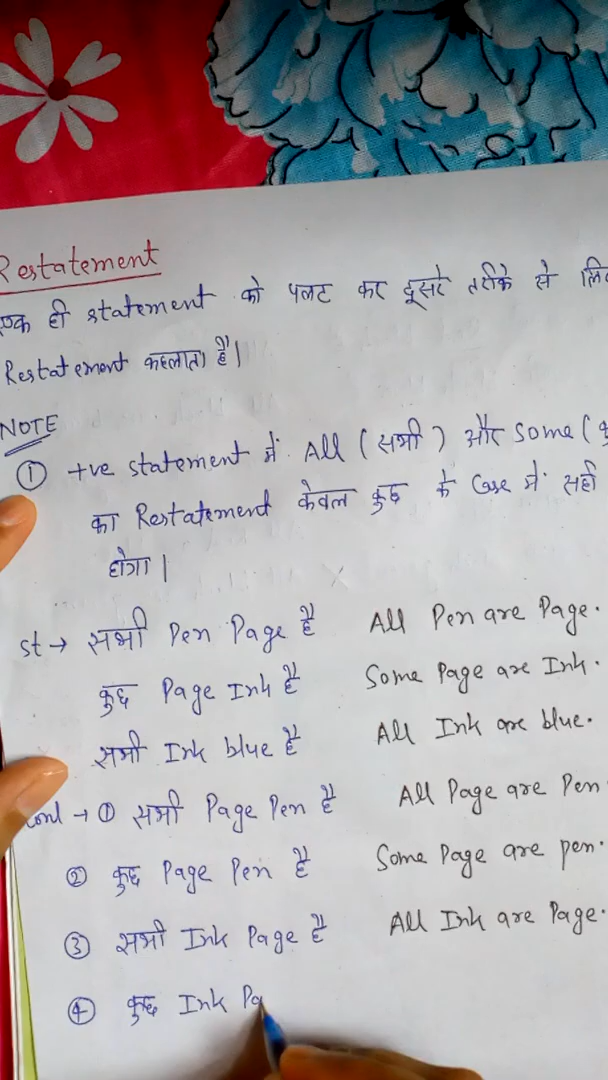 Restatement
एक ही statement को पलट कर दूसरे तरीके से
Restatement कहलाता है।
NOTE
① +ve statement में All (सभी) और Some (
का Restatement केवल कुछ के Case में सही
होगा।
st → सभी Pen Page है All Pen are Page.
कुछ Page Ink है Some Page are Ink.
सभी Ink blue है All Ink are blue.
Conl → ① सभी Page Pen है All Page are Pen
② कुछ Page Pen है Some Page are pen.
③ सभी Ink Page है All Ink are Page.
④ कुछ Ink Pa